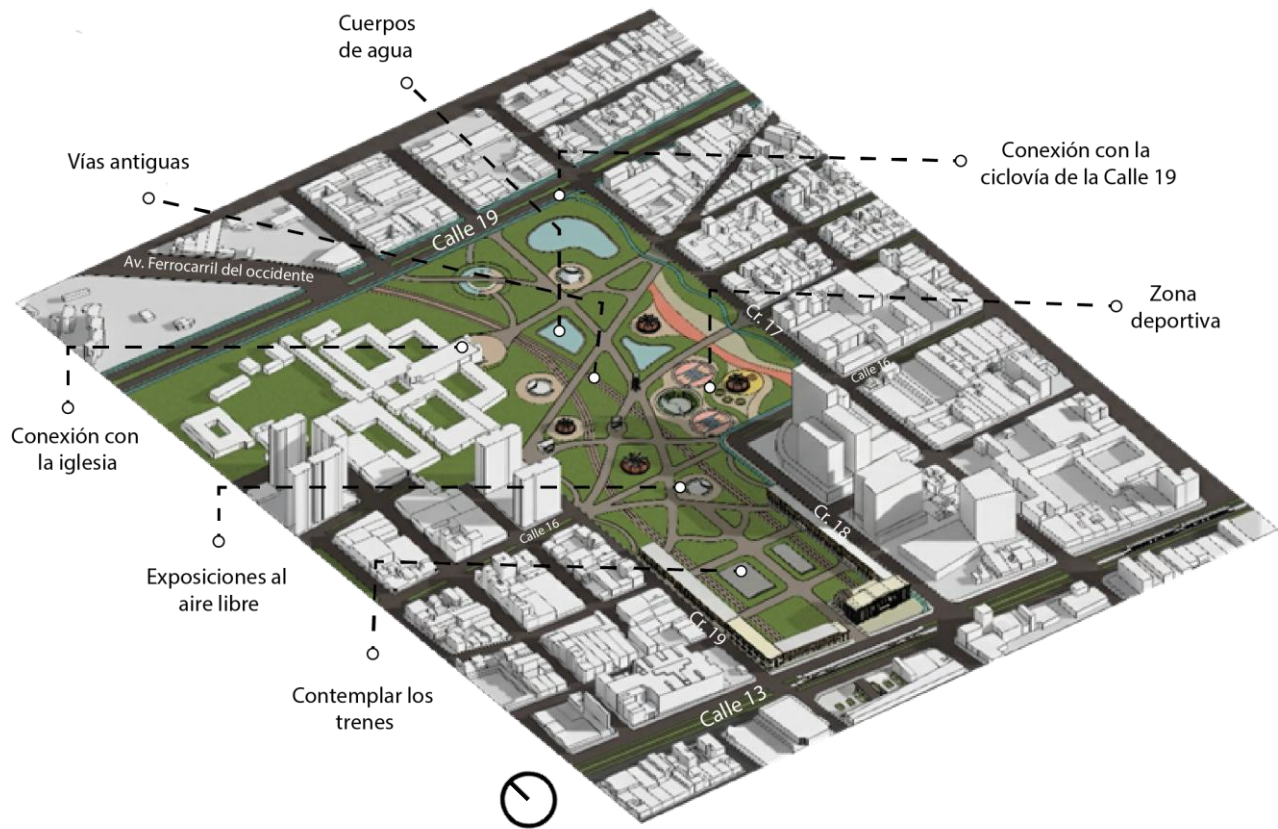 Cuerpos
de agua
Vías antiguas
Conexión con la
ciclovía de la Calle 19
Calle 19
Av. Ferrocarril del occidente
Zona
deportiva
Cr. 17
Calle 16
Conexión con
la iglesia
Cr. 18
Calle 16
Exposiciones al
aire libre
Cr. 19
Contemplar los
trenes
Calle 13